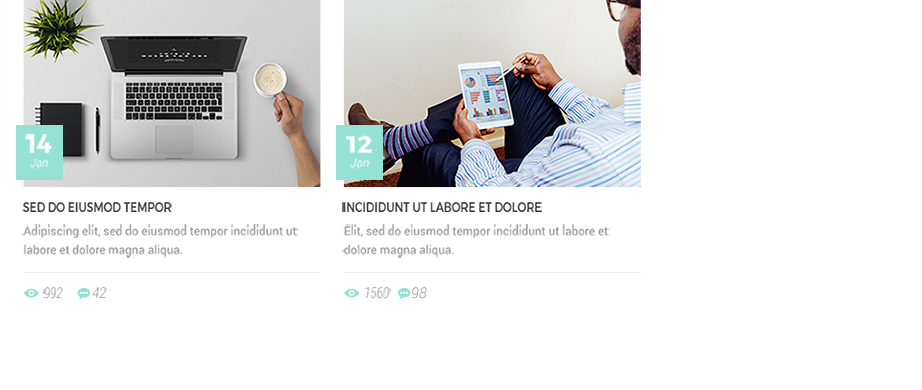 14
Jan
SED DO EIUSMOD TEMPOR
Adipiscing elit, sed do eiusmod tempor incididunt ut
labore et dolore magna aliqua.
992 42
12
Jan
INCIDIDUNT UT LABORE ET DOLORE
Elit, sed do eiusmod tempor incididunt ut labore et
dolore magna aliqua.
1560 98